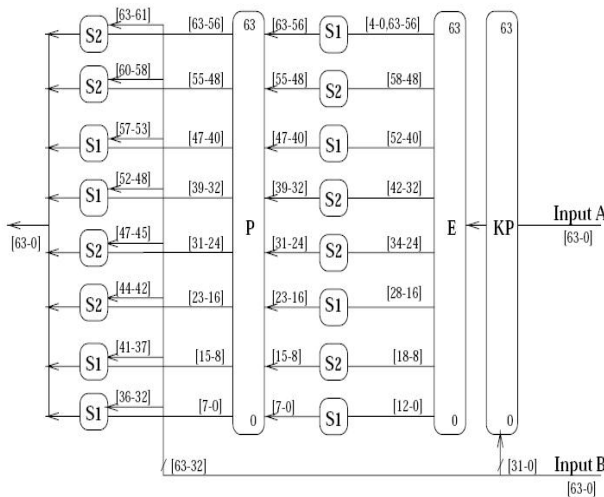 [63-61] [63-56] 63 [63-56] [4-0,63-56] 63 63
S2 S1
[60-58] [55-48] [55-48] [58-48]
S2 S2
[57-53] [47-40] [47-40] [52-40]
S1 S1
[52-48] [39-32] [39-32] [42-32]
S1 S2
Input A
P E KP
[63-0] [47-45] [31-24] [31-24] [34-24] [63-0]
S2 S2
[44-42] [23-16] [23-16] [28-16]
S2 S1
[41-37] [15-8] [15-8] [18-8]
S1 S2
[36-32] [7-0] [7-0] [12-0]
S1 0 S1 0 0
[63-32] [31-0] Input B
[63-0]